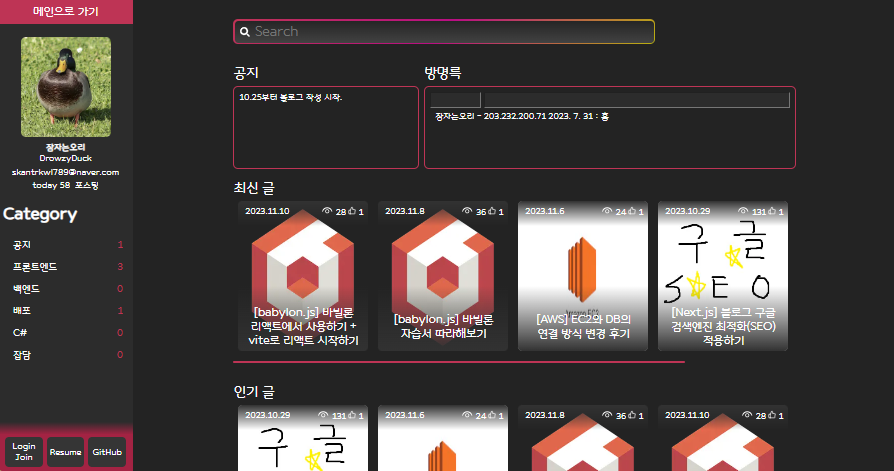 메인으로 가기
잠자는오리
DrowzyDuck
skantrkwl789@naver.com
today 58 포스팅
Category
공지 1
프론트엔드 3
백엔드 0
배포 1
C# 0
잡담 0
Login
Join
Resume
GitHub
Search
공지
10.25부터 블로그 작성 시작.
방명록
잠자는오리 - 203.232.200.71 2023. 7. 31 : 홈
최신 글
2023.11.10 28 1
[babylon.js] 바빌론
리액트에서 사용하기 +
vite로 리액트 시작하기
2023.11.8 36 1
[babylon.js] 바빌론
자습서 따라해보기
2023.11.6 24 1
[AWS] EC2와 DB의
연결 방식 변경 후기
2023.10.29 131 1
구글
SEO
[Next.js] 블로그 구글
검색엔진 최적화(SEO)
적용하기
인기 글
2023.10.29 131 1
구글
2023.11.6 24 1
2023.11.8 36 1
2023.11.10 28 1